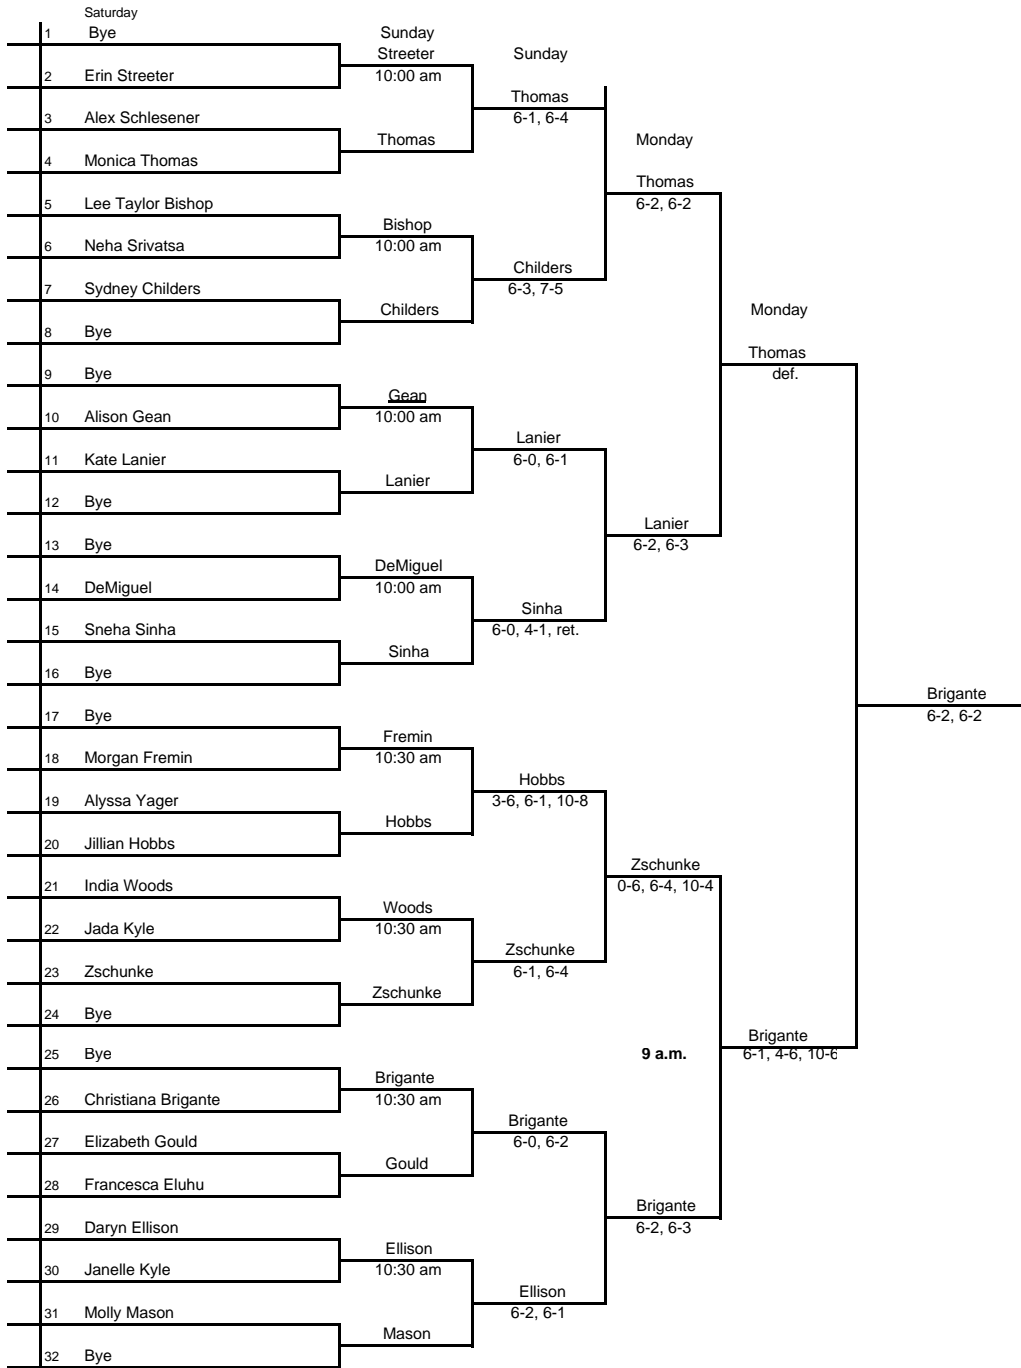 Saturday
1 Bye Sunday
Streeter Sunday
2 Erin Streeter 10:00 am
Thomas
3 Alex Schlesener 6-1, 6-4
Thomas Monday
4 Monica Thomas
Thomas
5 Lee Taylor Bishop 6-2, 6-2
Bishop
6 Neha Srivatsa 10:00 am
Childers
7 Sydney Childers 6-3, 7-5
Childers Monday
8 Bye
Thomas
9 Bye def.
Gean
10 Alison Gean 10:00 am
Lanier
11 Kate Lanier 6-0, 6-1
Lanier
12 Bye
Lanier
13 Bye 6-2, 6-3
DeMiguel
14 DeMiguel 10:00 am
Sinha
15 Sneha Sinha 6-0, 4-1, ret.
Sinha
16 Bye
Brigante
17 Bye 6-2, 6-2
Fremin
18 Morgan Fremin 10:30 am
Hobbs
19 Alyssa Yager 3-6, 6-1, 10-8
Hobbs
20 Jillian Hobbs
Zschunke
21 India Woods 0-6, 6-4, 10-4
Woods
22 Jada Kyle 10:30 am
Zschunke
23 Zschunke 6-1, 6-4
Zschunke
24 Bye
Brigante
25 Bye 9 a.m. 6-1, 4-6, 10-6
Brigante
26 Christiana Brigante 10:30 am
Brigante
27 Elizabeth Gould 6-0, 6-2
Gould
28 Francesca Eluhu
Brigante
29 Daryn Ellison 6-2, 6-3
Ellison
30 Janelle Kyle 10:30 am
Ellison
31 Molly Mason 6-2, 6-1
Mason
32 Bye